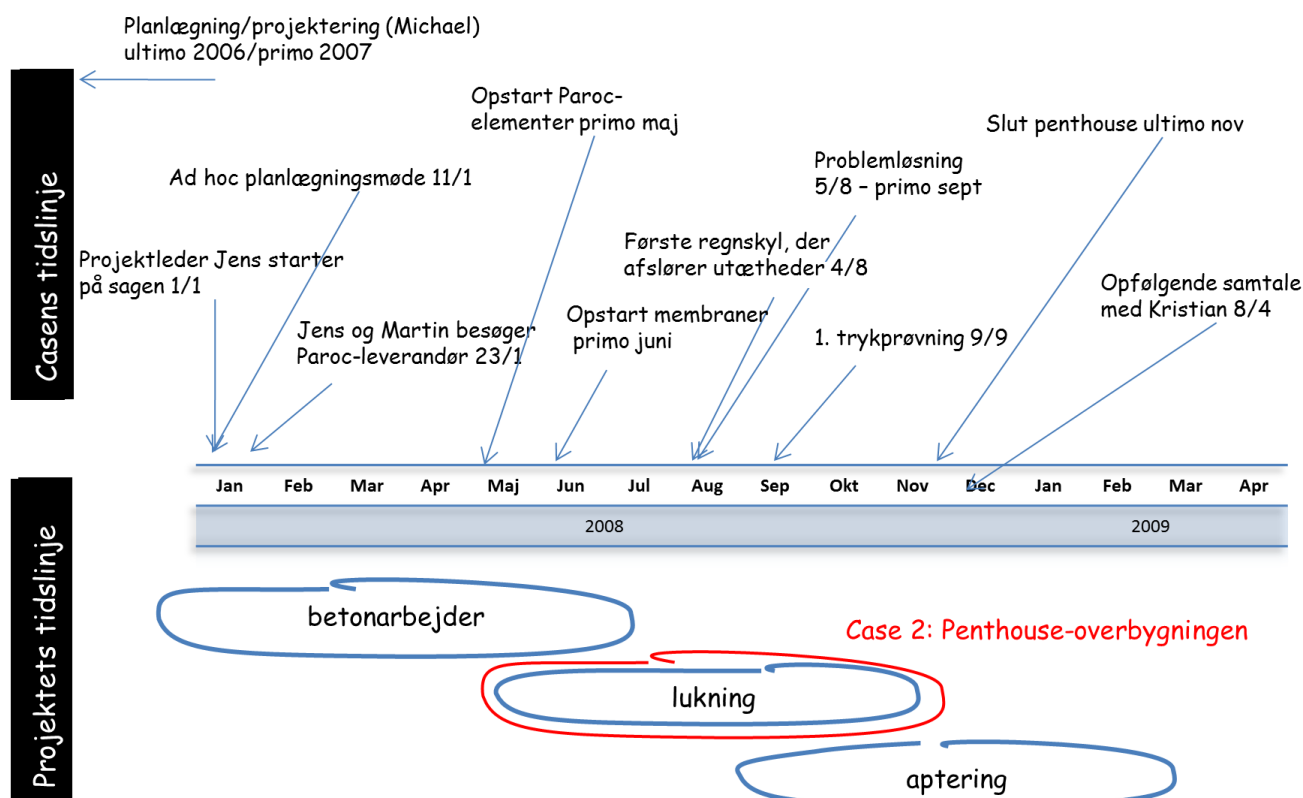 Planlægning/projektering (Michael)
ultimo 2006/primo 2007
Casens tidslinje
Opstart Paroc-
elementer primo maj
Slut penthouse ultimo nov
Ad hoc planlægningsmøde 11/1
Problemløsning
5/8 – primo sept
Projektleder Jens starter
på sagen 1/1
Første regnskyl, der
afslører utætheder 4/8
Opfølgende samtale
med Kristian 8/4
Jens og Martin besøger
Paroc-leverandør 23/1
Opstart membraner
primo juni
1. trykprøvning 9/9
Jan Feb Mar Apr Maj Jun Jul Aug Sep Okt Nov Dec Jan Feb Mar Apr
2008 2009
Projektets tidslinje
betonarbejder
Case 2: Penthouse-overbygningen
lukning
aptering